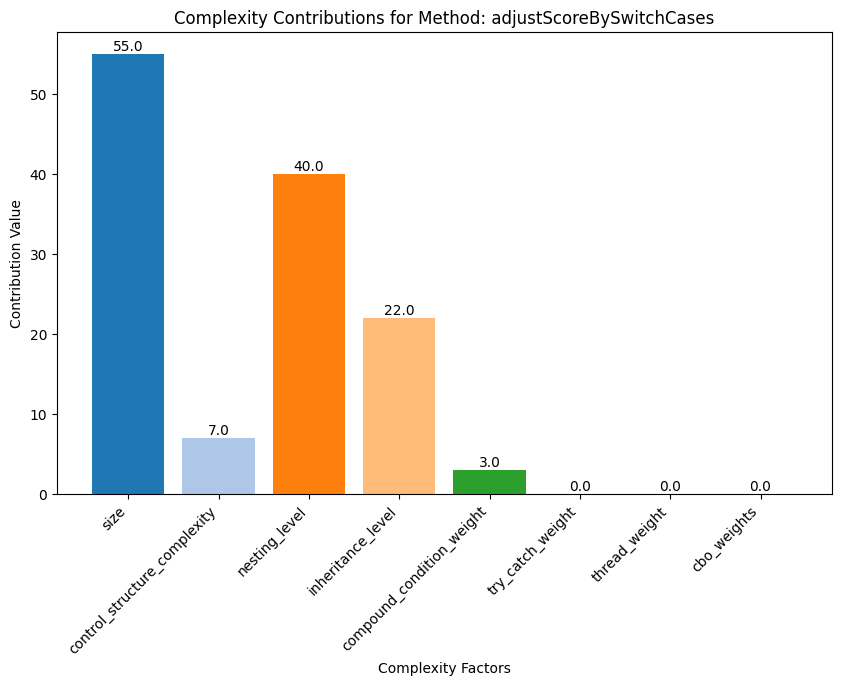 Complexity Contributions for Method: adjustScoreBySwitchCases
55.0
7.0
40.0
22.0
3.0
0.0
0.0
0.0
Contribution Value
50
40
30
20
10
0
size
control_structure_complexity
nesting_level
inheritance_level
compound_condition_weight
try_catch_weight
thread_weight
cbo_weights
Complexity Factors